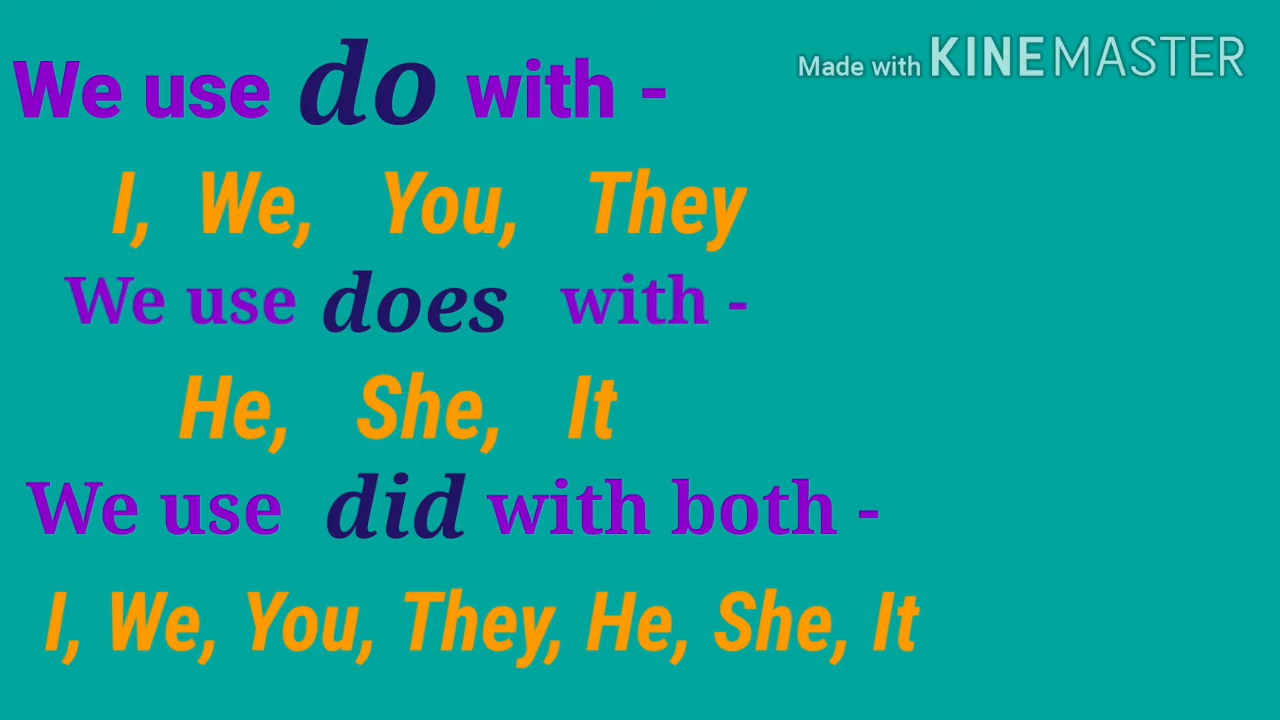 We use do with -
Made with KINEMASTER
I, We, You, They
We use does with -
He, She, It
We use did with both -
I, We, You, They, He, She, It